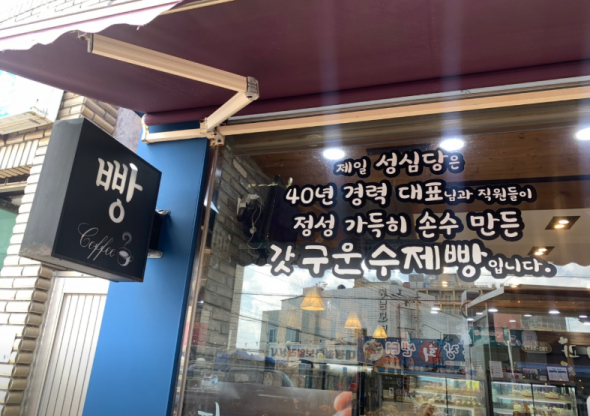 빵
Coffee
제일 성심당은
40년 경력 대표님과 직원들이
정성 가득히 손수 만든
갓 구운 수제빵입니다.